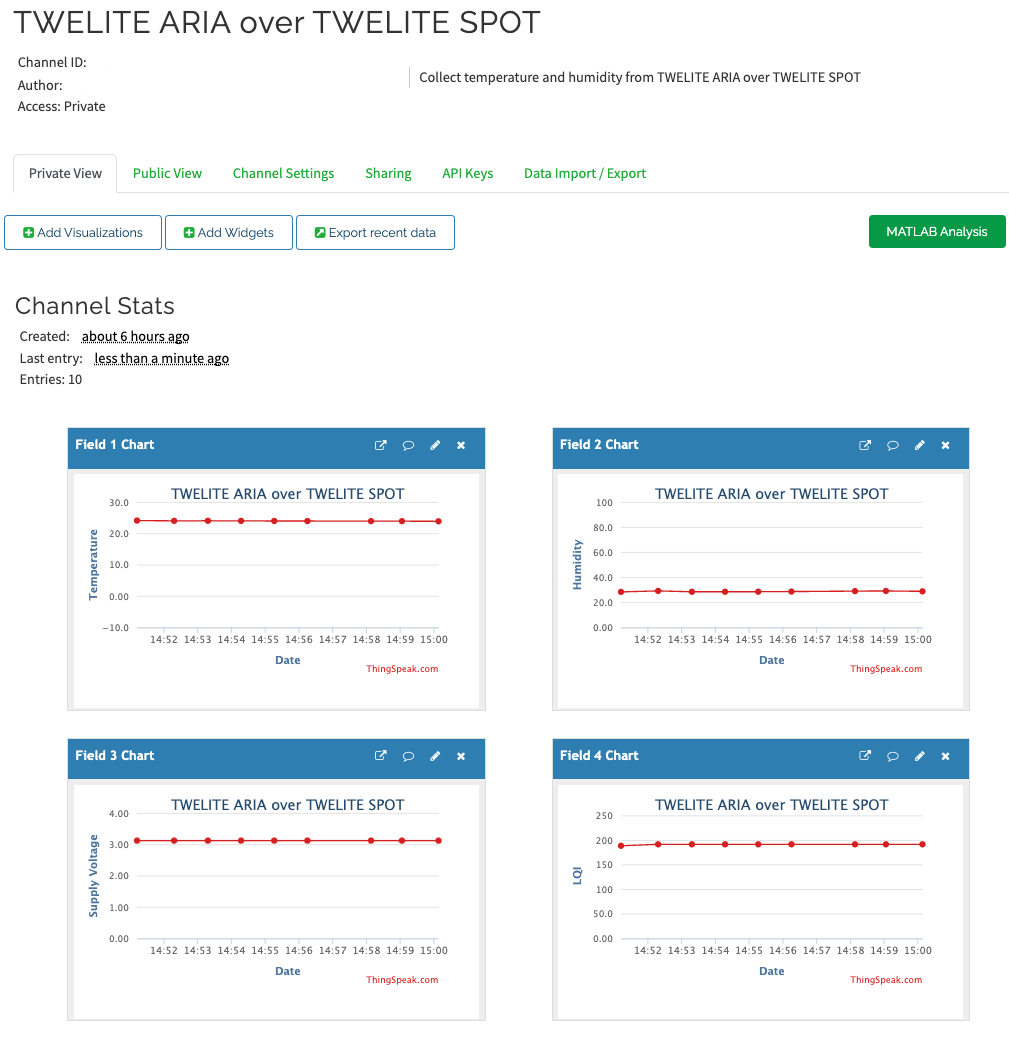 TWELITE ARIA over TWELITE SPOT
Channel ID:
Author:
Access: Private
Collect temperature and humidity from TWELITE ARIA over TWELITE SPOT
Private View Public View Channel Settings Sharing API Keys Data Import / Export
Add Visualizations Add Widgets Export recent data MATLAB Analysis
Channel Stats
Created: about 6 hours ago
Last entry: less than a minute ago
Entries: 10
Field 1 Chart
TWELITE ARIA over TWELITE SPOT
Temperature
30.0
20.0
10.0
0.00
−10.0
14:52 14:53 14:54 14:55 14:56 14:57 14:58 14:59 15:00
Date
ThingSpeak.com
Field 2 Chart
TWELITE ARIA over TWELITE SPOT
Humidity
100
80.0
60.0
40.0
20.0
0.00
14:52 14:53 14:54 14:55 14:56 14:57 14:58 14:59 15:00
Date
ThingSpeak.com
Field 3 Chart
TWELITE ARIA over TWELITE SPOT
Supply Voltage
4.00
3.00
2.00
1.00
0.00
14:52 14:53 14:54 14:55 14:56 14:57 14:58 14:59 15:00
Date
ThingSpeak.com
Field 4 Chart
TWELITE ARIA over TWELITE SPOT
LQI
250
200
150
100
50.0
0.00
14:52 14:53 14:54 14:55 14:56 14:57 14:58 14:59 15:00
Date
ThingSpeak.com